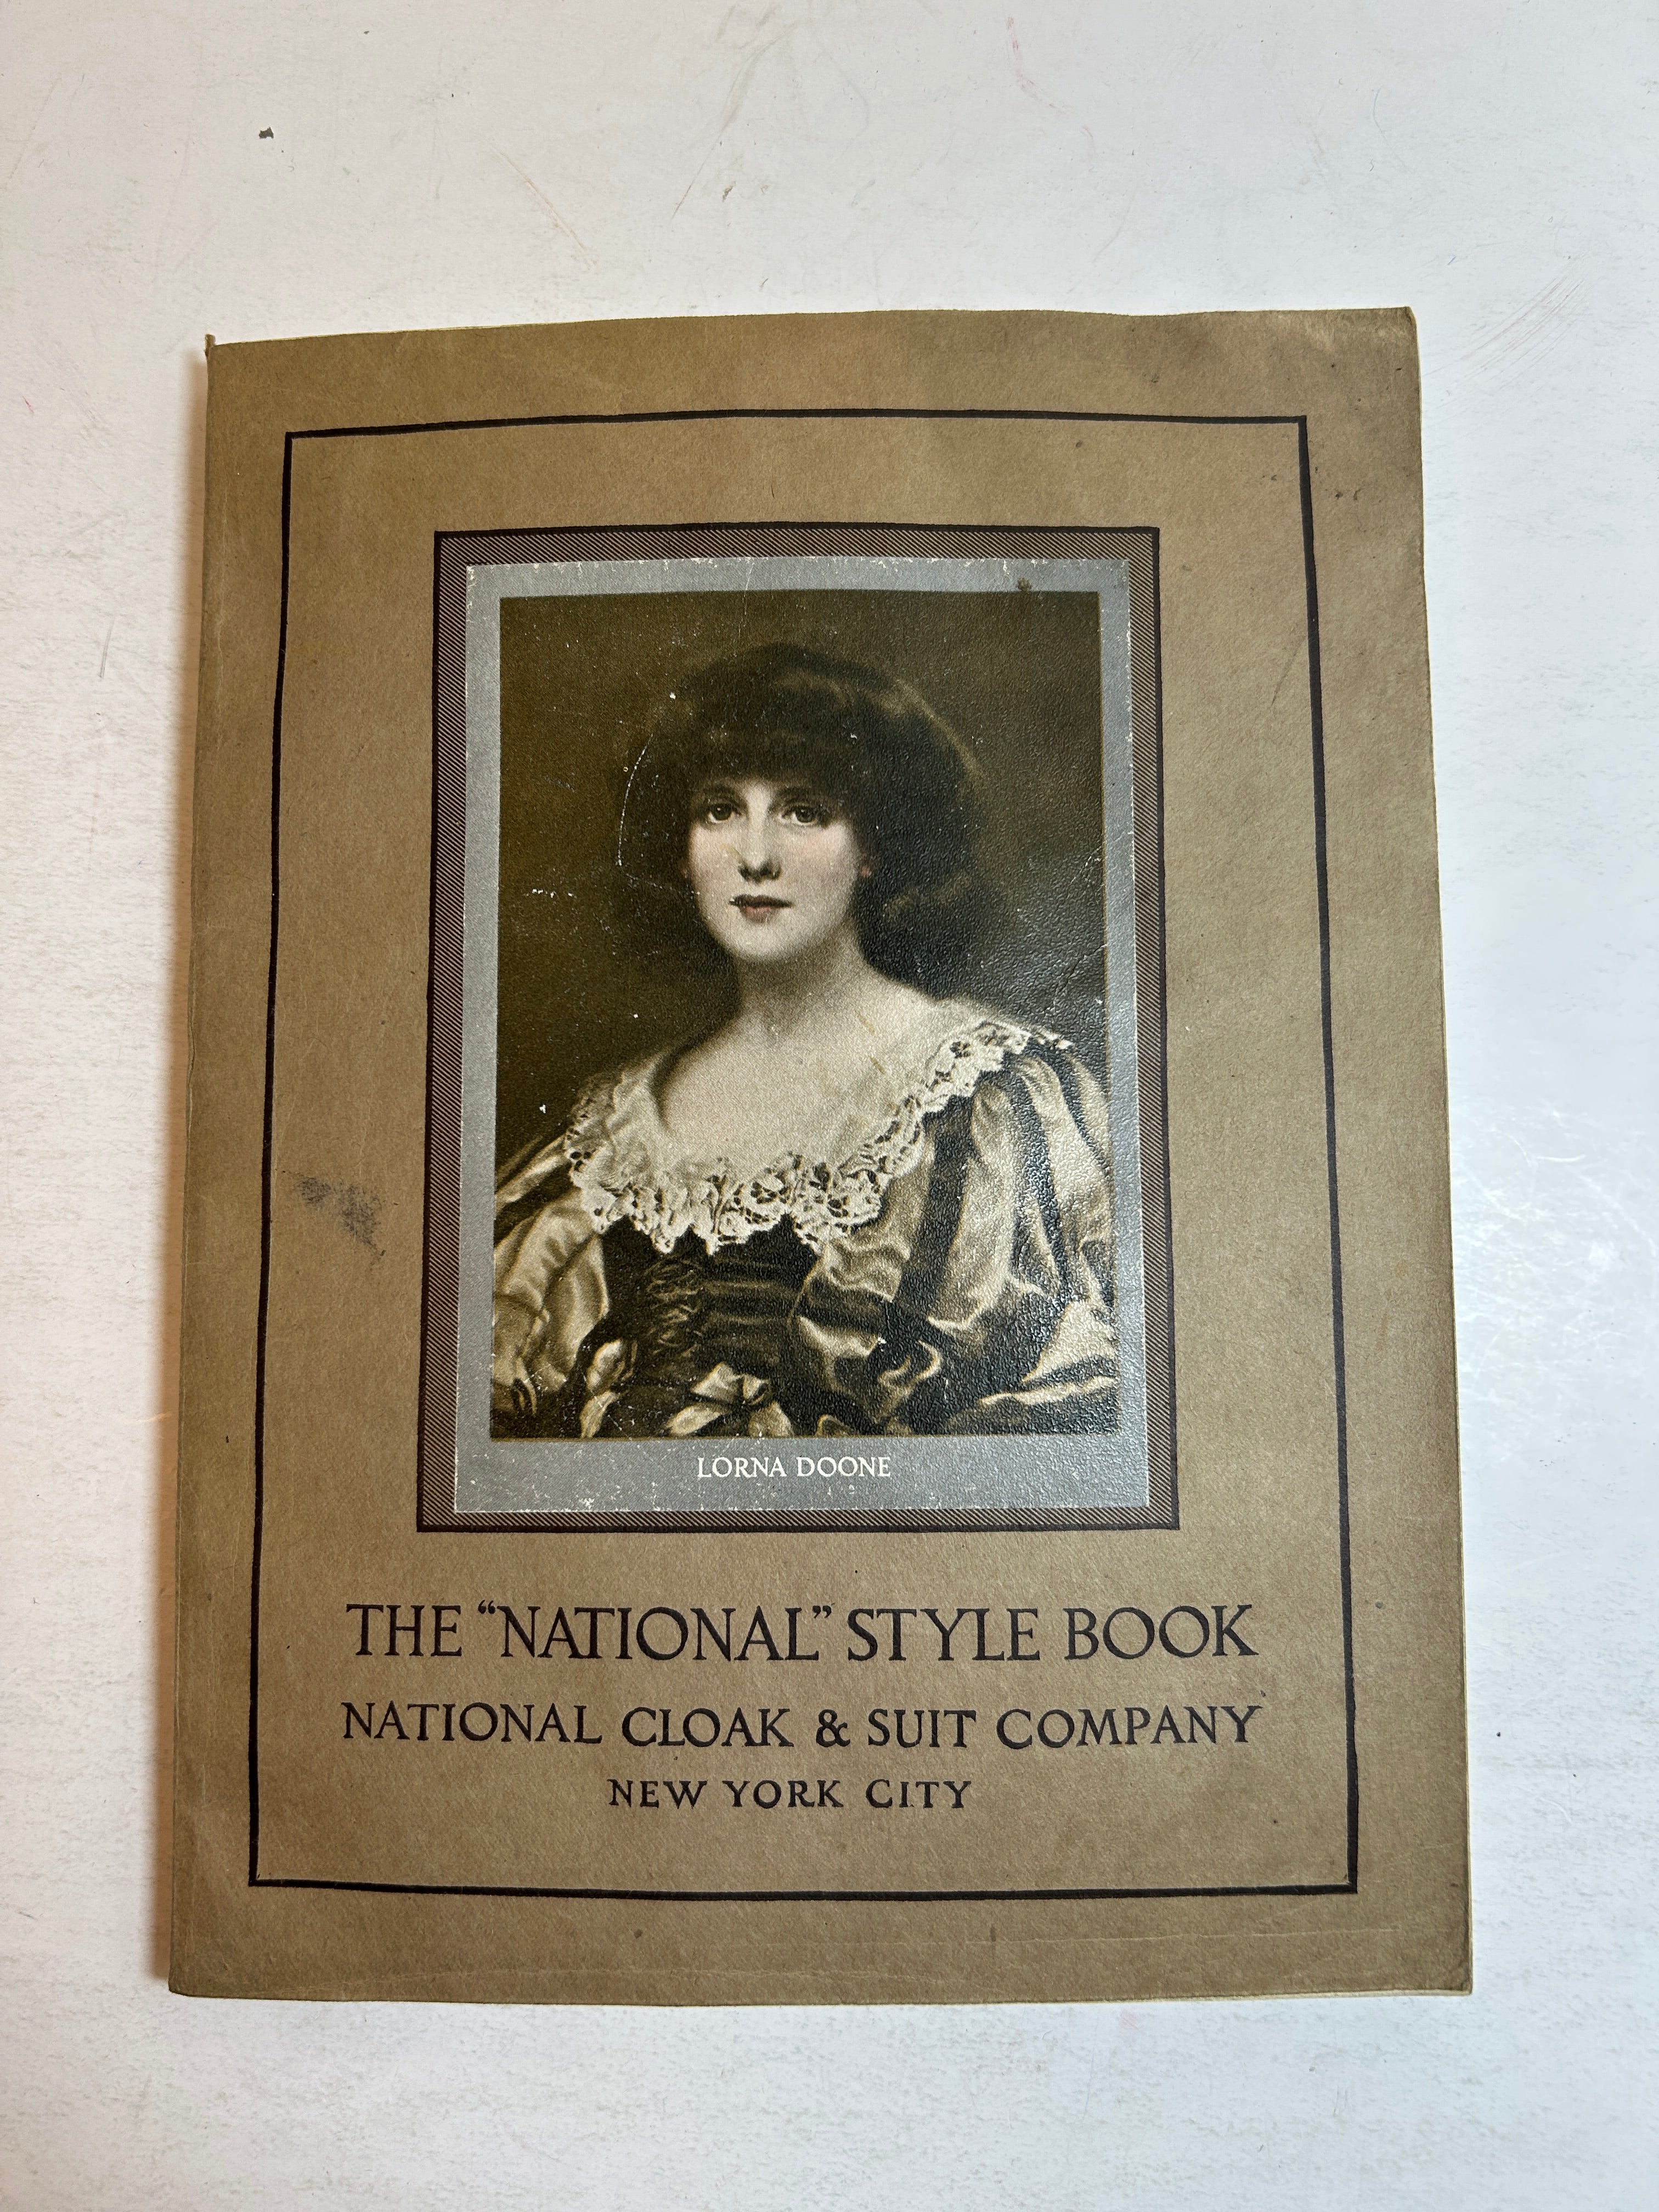 LORNA DOONE
THE “NATIONAL” STYLE BOOK
NATIONAL CLOAK & SUIT COMPANY
NEW YORK CITY